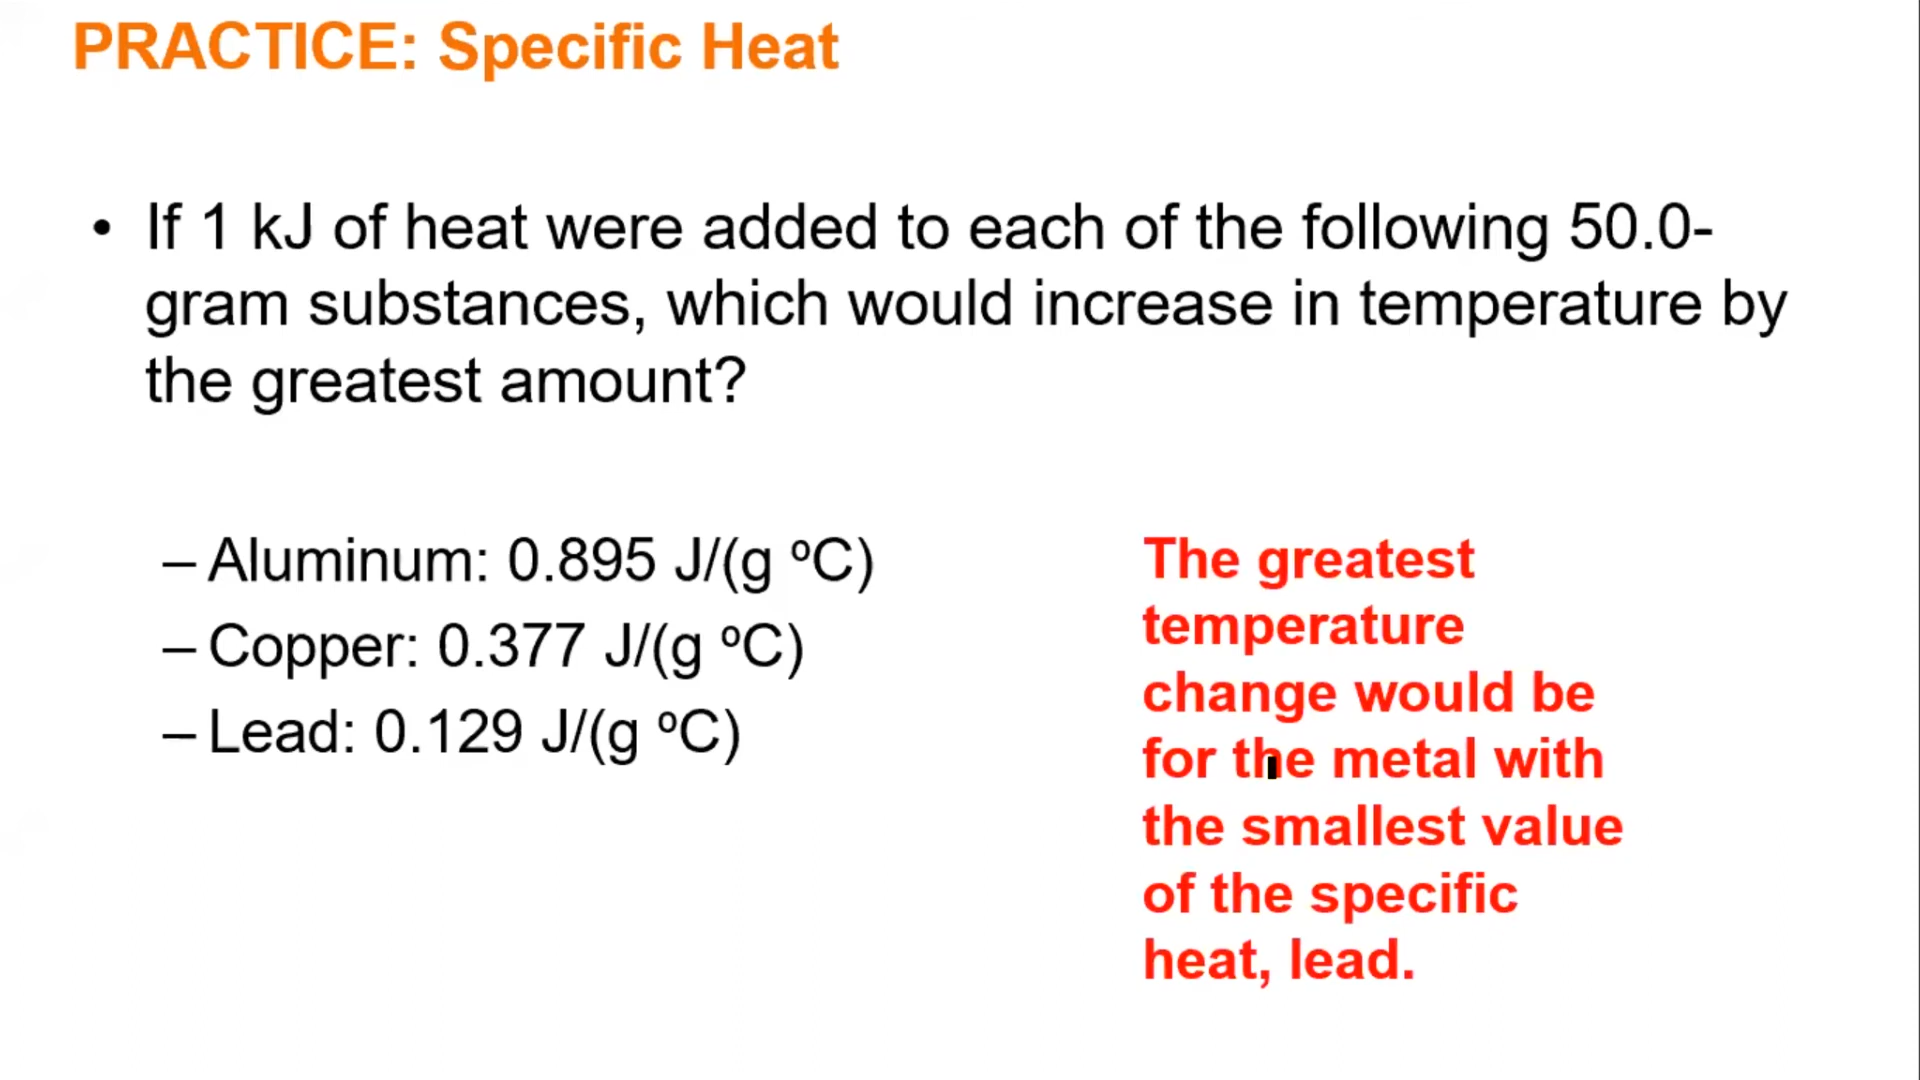 PRACTICE: Specific Heat
• If 1 kJ of heat were added to each of the following 50.0-
gram substances, which would increase in temperature by
the greatest amount?
– Aluminum: 0.895 J/(g ºC)
– Copper: 0.377 J/(g ºC)
– Lead: 0.129 J/(g ºC)
The greatest
temperature
change would be
for the metal with
the smallest value
of the specific
heat, lead.